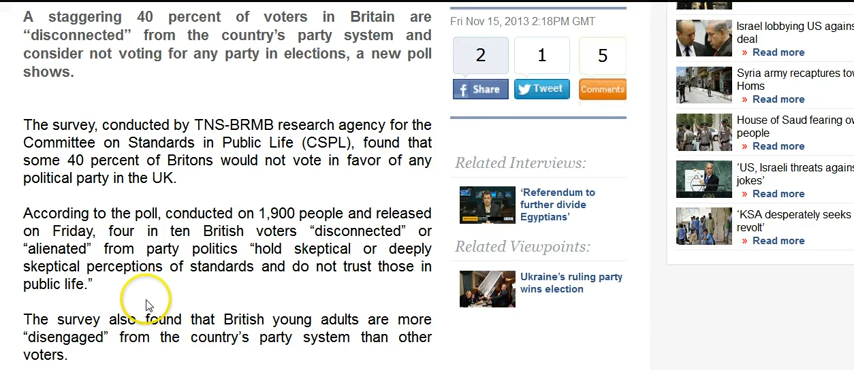 A staggering 40 percent of voters in Britain are
“disconnected” from the country’s party system and
consider not voting for any party in elections, a new poll
shows.
The survey, conducted by TNS-BRMB research agency for the
Committee on Standards in Public Life (CSPL), found that
some 40 percent of Britons would not vote in favor of any
political party in the UK.
According to the poll, conducted on 1,900 people and released
on Friday, four in ten British voters “disconnected” or
“alienated” from party politics “hold skeptical or deeply
skeptical perceptions of standards and do not trust those in
public life.”
The survey also found that British young adults are more
“disengaged” from the country’s party system than other
voters.
Fri Nov 15, 2013 2:18PM GMT
2 1 5
Share Tweet Comments
Related Interviews:
‘Referendum to
further divide
Egyptians’
Related Viewpoints:
Ukraine’s ruling party
wins election
Israel lobbying US agains
deal
» Read more
Syria army recaptures to
Homs
» Read more
House of Saud fearing ov
people
» Read more
‘US, Israeli threats agains
jokes’
» Read more
‘KSA desperately seeks
revolt’
» Read more